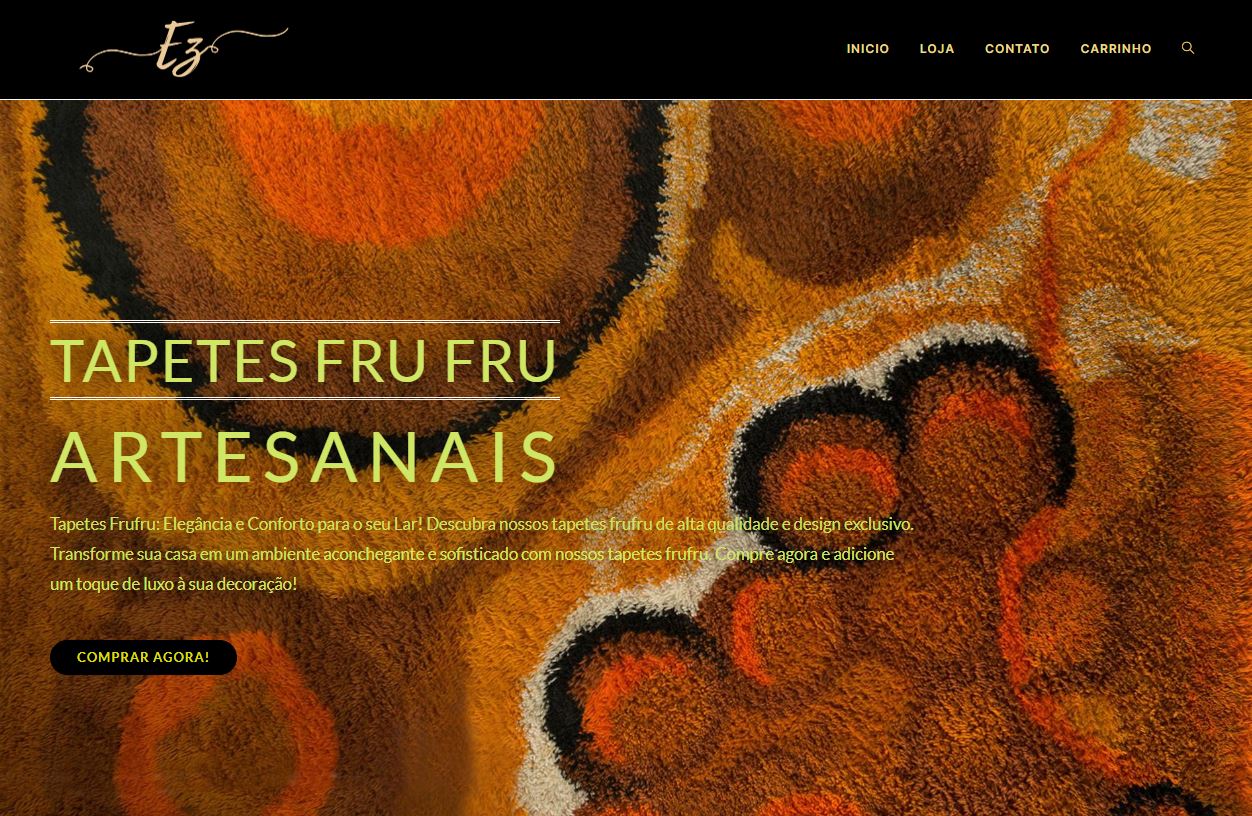 Ez
INICIO LOJA CONTATO CARRINHO
TAPETES FRU FRU
ARTESANAIS
Tapetes Frufru: Elegância e Conforto para o seu Lar! Descubra nossos tapetes frufru de alta qualidade e design exclusivo.
Transforme sua casa em um ambiente aconchegante e sofisticado com nossos tapetes frufru. Compre agora e adicione
um toque de luxo à sua decoração!
COMPRAR AGORA!